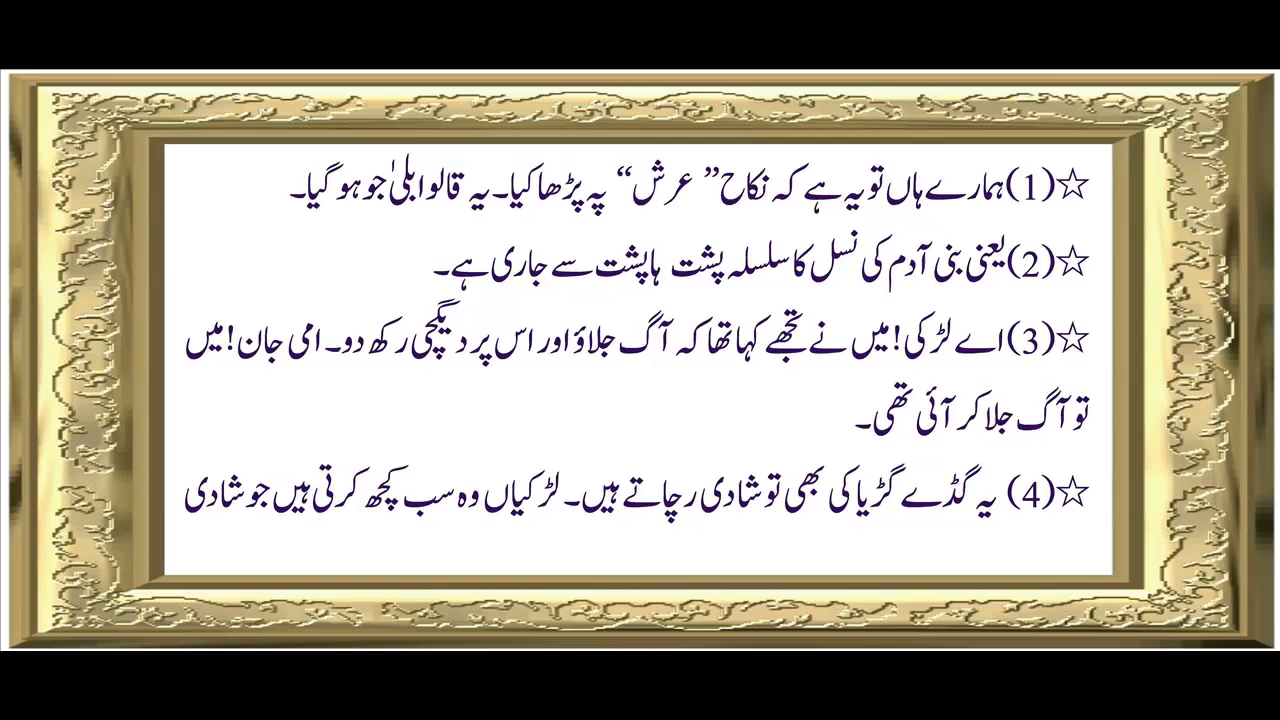 ☆(1)ہمارے ہاں تو یہ ہے کہ نکاح ” عرش“ پہ پڑھا کیا۔ یہ قالوا بلیٰ جو ہو گیا۔
☆(2) یعنی بنی آدم کی نسل کا سلسلہ پشت ہا پشت سے جاری ہے۔
☆(3) اے لڑکی! میں نے تجھے کہا تھا کہ آگ جلاؤ اور اس پر دیگچی رکھ دو۔ امی جان! میں
تو آگ جلا کر آئی تھی۔
☆(4) یہ گڈے گڑیا کی بھی تو شادی رچاتے ہیں۔ لڑکیاں وہ سب کچھ کرتی ہیں جو شادی